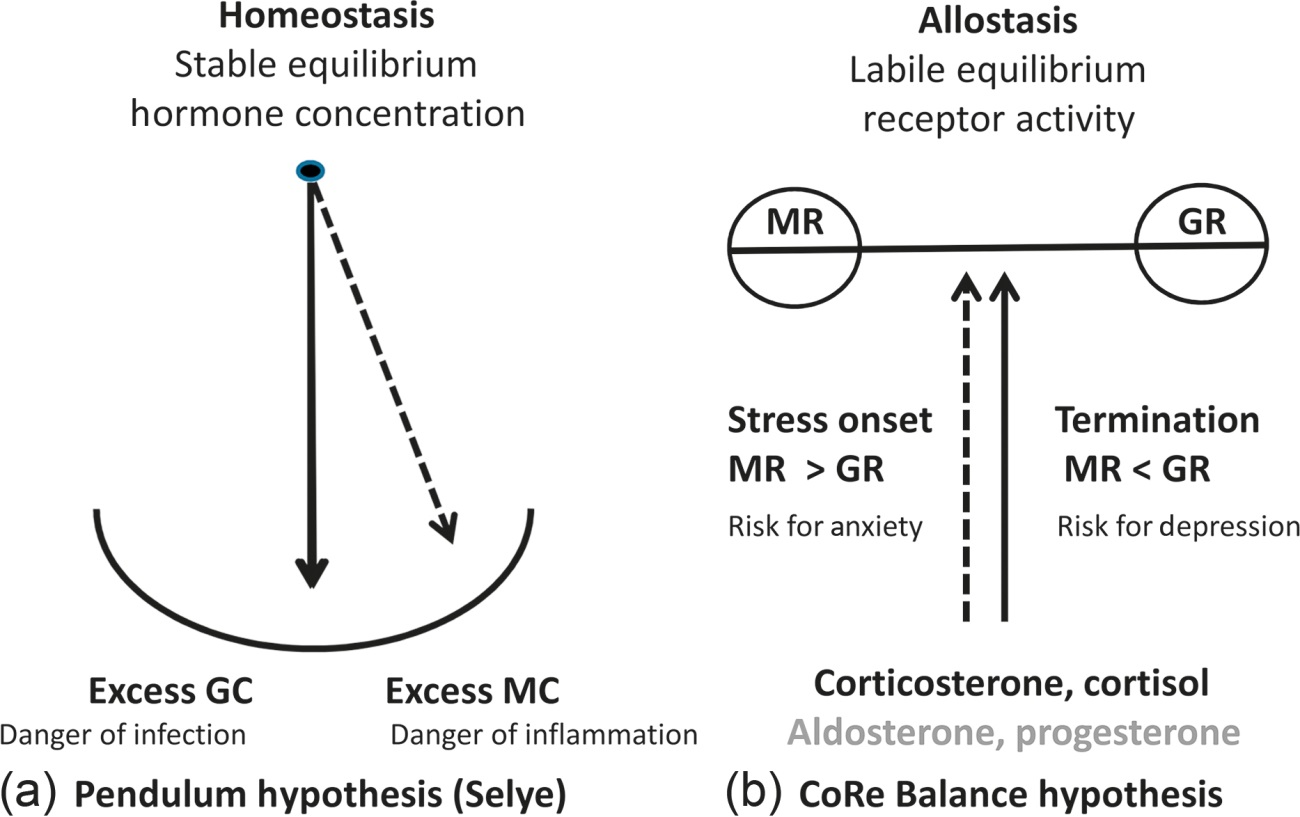 Homeostasis
Stable equilibrium
hormone concentration
Excess GC
Danger of infection
Excess MC
Danger of inflammation
(a) Pendulum hypothesis (Selye)
Allostasis
Labile equilibrium
receptor activity
MR
GR
Stress onset
MR > GR
Risk for anxiety
Termination
MR < GR
Risk for depression
Corticosterone, cortisol
Aldosterone, progesterone
(b) CoRe Balance hypothesis